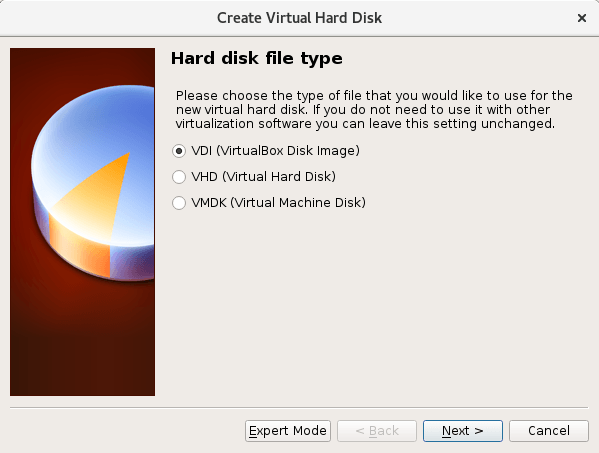 Create Virtual Hard Disk
Hard disk file type
Please choose the type of file that you would like to use for the
new virtual hard disk. If you do not need to use it with other
virtualization software you can leave this setting unchanged.
VDI (VirtualBox Disk Image)
VHD (Virtual Hard Disk)
VMDK (Virtual Machine Disk)
Expert Mode
< Back
Next >
Cancel